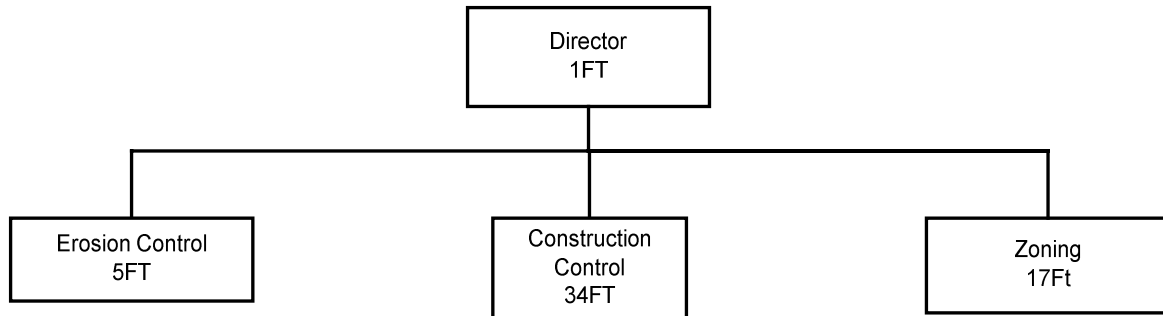 Director
1FT
Erosion Control
5FT
Construction
Control
34FT
Zoning
17Ft